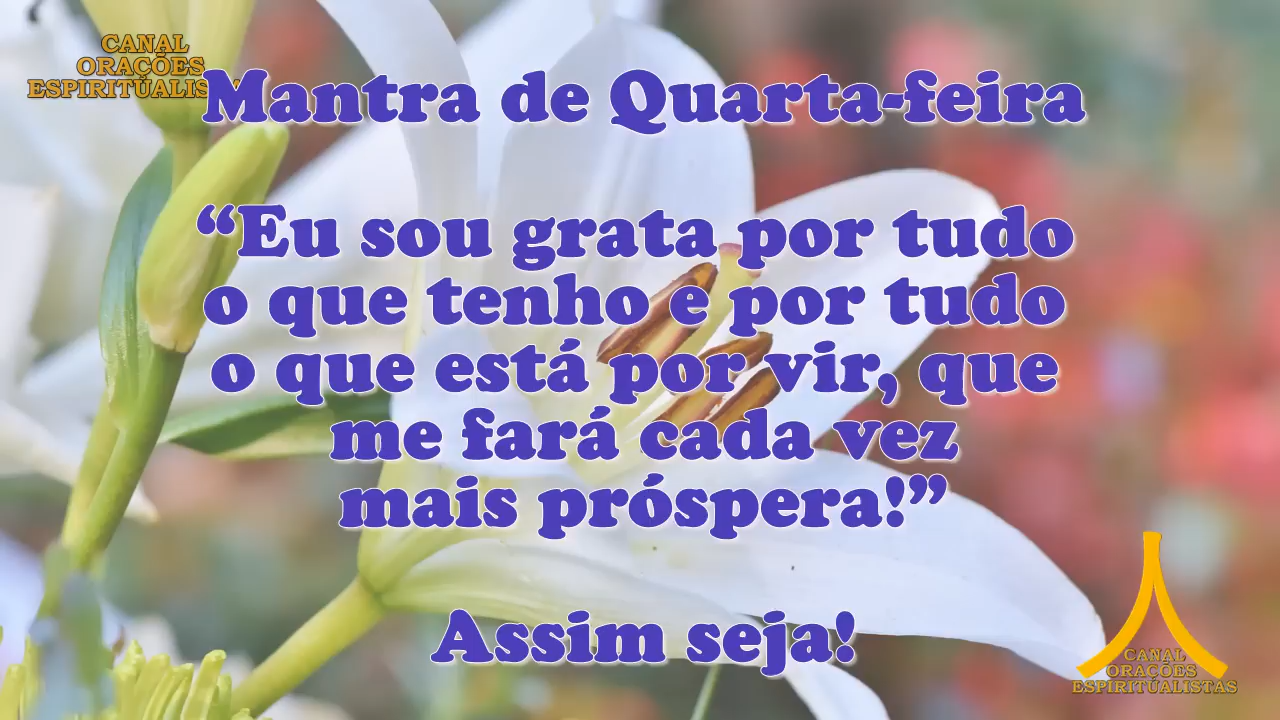 CANAL
ORAÇÕES
ESPIRITUALIS
Mantra de Quarta-feira
“Eu sou grata por tudo
o que tenho e por tudo
o que está por vir, que
me fará cada vez
mais próspera!”
Assim seja!
CANAL
ORAÇÕES
ESPIRITUALISTAS